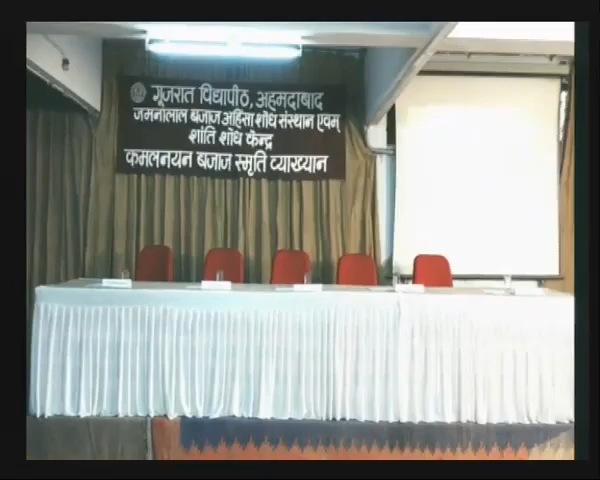 गूजरात विद्यापीठ, अहमदाबाद
जमनालाल बजाज अहिंसा शोध संस्थान एवम्
शांति शोध केन्द्र
कमलनयन बजाज स्मृति व्याख्यान